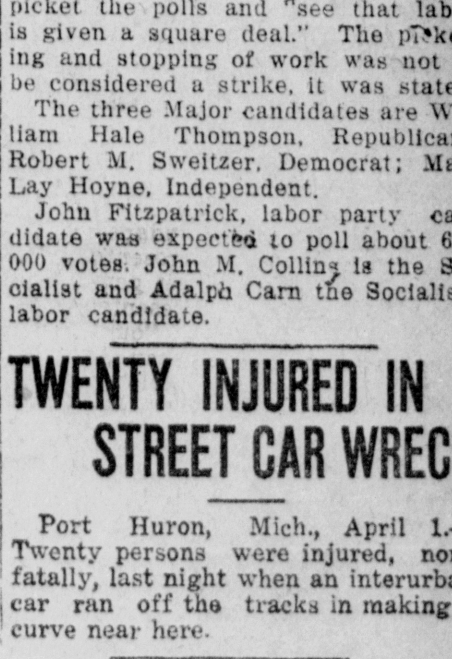 picket the polls and "see that lab
is given a square deal." The
ing and stopping of work was not
be considered a strike, it was state
The three Major candidates are W
liam Hale Thompson, Republica
Robert M. Sweitzer, Democrat; Ma
Lay Hoyne, Independent.
John Fitzpatrick, labor party ca
didate was expected to poll about 6
000 votes. John M. Collins is the S
cialist and Adalph Carn the Socialis
labor candidate.
TWENTY INJURED IN
STREET CAR WREC
Port Huron, Mich., April 1.-
Twenty persons were injured, no
fatally, last night when an interurba
car ran off the tracks in making
curve near here.